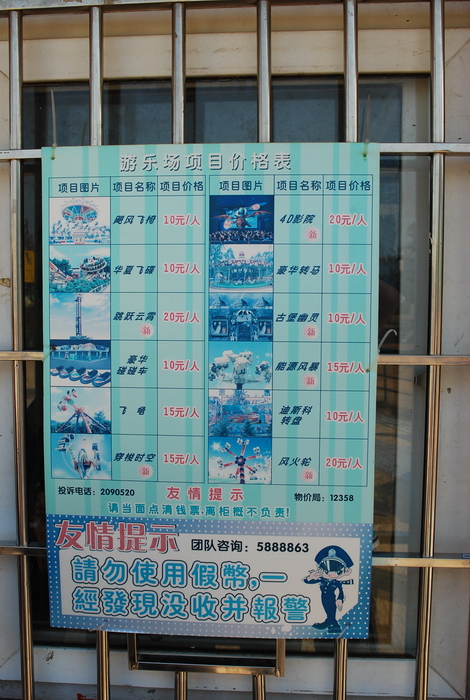 游乐场项目价格表
项目图片 项目名称 项目价格 项目图片 项目名称 项目价格
飓风飞椅 10元/人 4D影院 新 20元/人
华夏飞碟 10元/人 豪华转马 10元/人
跳跃云霄 新 20元/人 古堡幽灵 新 10元/人
豪华
碰碰车 10元/人 能源风暴 新 15元/人
飞 15元/人 迪斯科
转盘 10元/人
穿梭时空 新 15元/人 风火轮 20元/人
投诉电话：2090520 友情提示 物价局：12358
请当面点清钱票,离柜概不负责!
友情提示 团队咨询：5888863
請勿使用假幣,一
經發現没收并報警